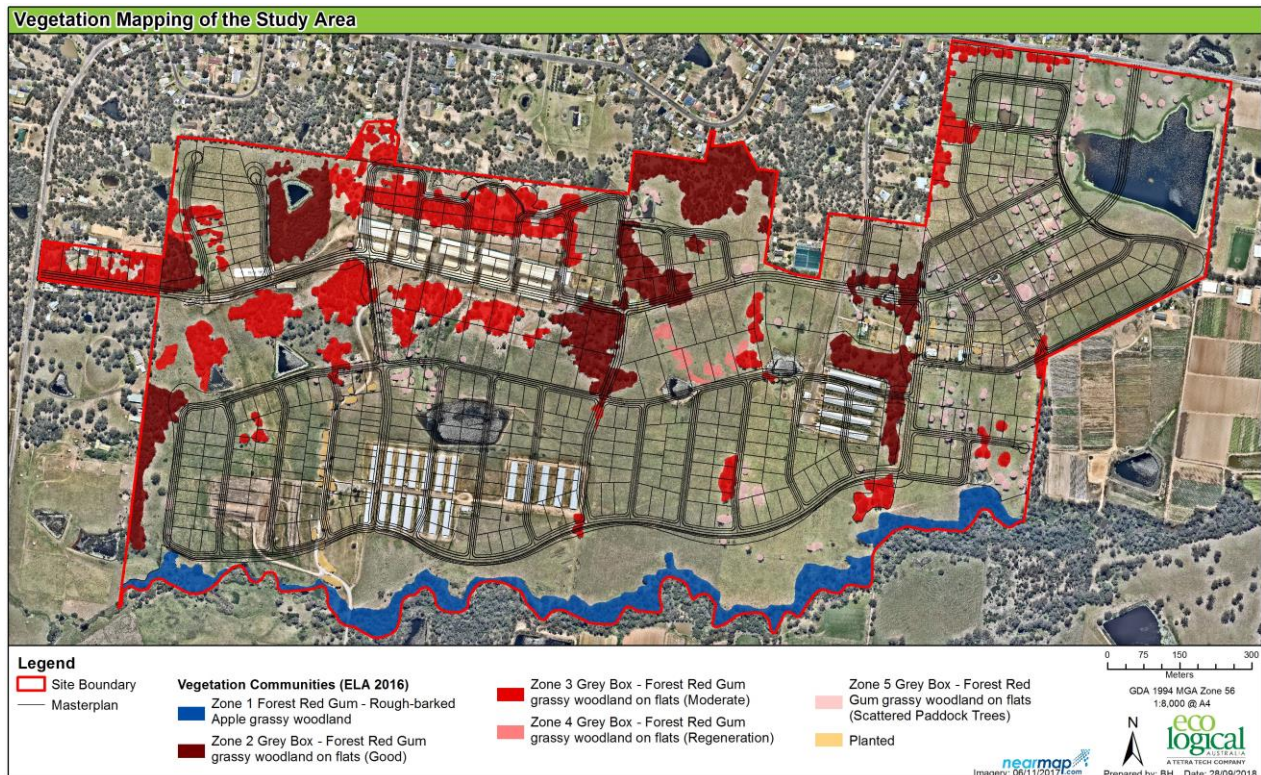 Vegetation Mapping of the Study Area
Legend
Site Boundary
Masterplan
Vegetation Communities (ELA 2016)
Zone 1 Forest Red Gum - Rough-barked
Apple grassy woodland
Zone 2 Grey Box - Forest Red Gum
grassy woodland on flats (Good)
Zone 3 Grey Box - Forest Red Gum
grassy woodland on flats (Moderate)
Zone 4 Grey Box - Forest Red Gum
grassy woodland on flats (Regeneration)
Zone 5 Grey Box - Forest Red
Gum grassy woodland on flats
(Scattered Paddock Trees)
Planted
0 75 150 300
Meters
GDA 1994 MGA Zone 56
1:8,000 @ A4
N
eco
logical
AUSTRALIA
A TETRA TECH COMPANY
nearmap
.com
Imagery: 06/11/2017
Prepared by: BH Date: 28/09/2018